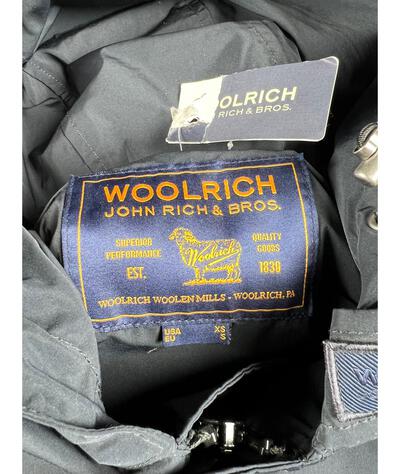 WOOLRICH
JOHN RICH & BROS.
WOOLRICH
JOHN RICH & BROS.
SUPERIOR PERFORMANCE
QUALITY GOODS
Woolrich
EST. 1830
WOOLRICH WOOLEN MILLS - WOOLRICH, PA
USA XS
EU S